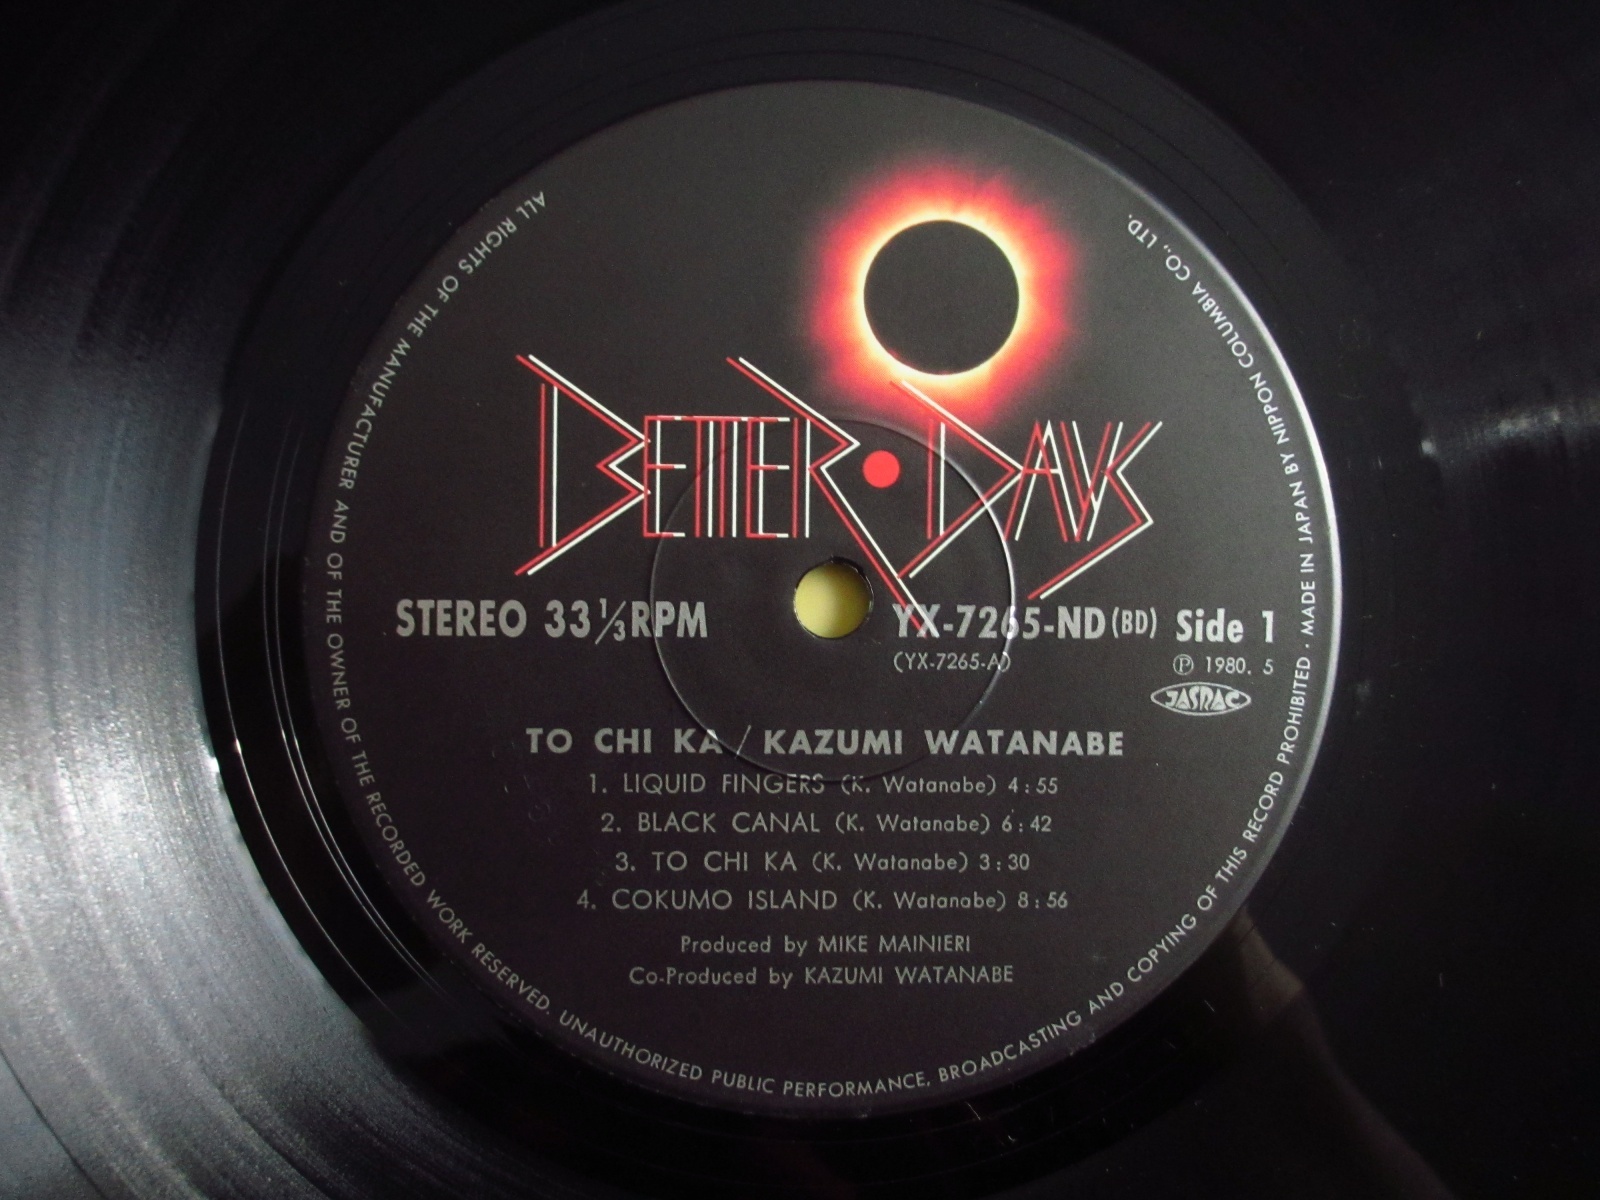 BETTER DAYS
STEREO 33 1/3 RPM
YX-7265-ND (BD) Side 1
(YX-7265-A)
Ⓟ 1980. 5
JASRAC
TO CHI KA / KAZUMI WATANABE
1. LIQUID FINGERS (K. Watanabe) 4:55
2. BLACK CANAL (K. Watanabe) 6:42
3. TO CHI KA (K. Watanabe) 3:30
4. COKUMO ISLAND (K. Watanabe) 8:56
Produced by MIKE MAINIERI
Co-Produced by KAZUMI WATANABE
ALL RIGHTS OF THE MANUFACTURER AND OF THE OWNER OF THE RECORDED WORK RESERVED. UNAUTHORIZED PUBLIC PERFORMANCE, BROADCASTING AND COPYING OF THIS RECORD PROHIBITED · MADE IN JAPAN BY NIPPON COLUMBIA CO., LTD.